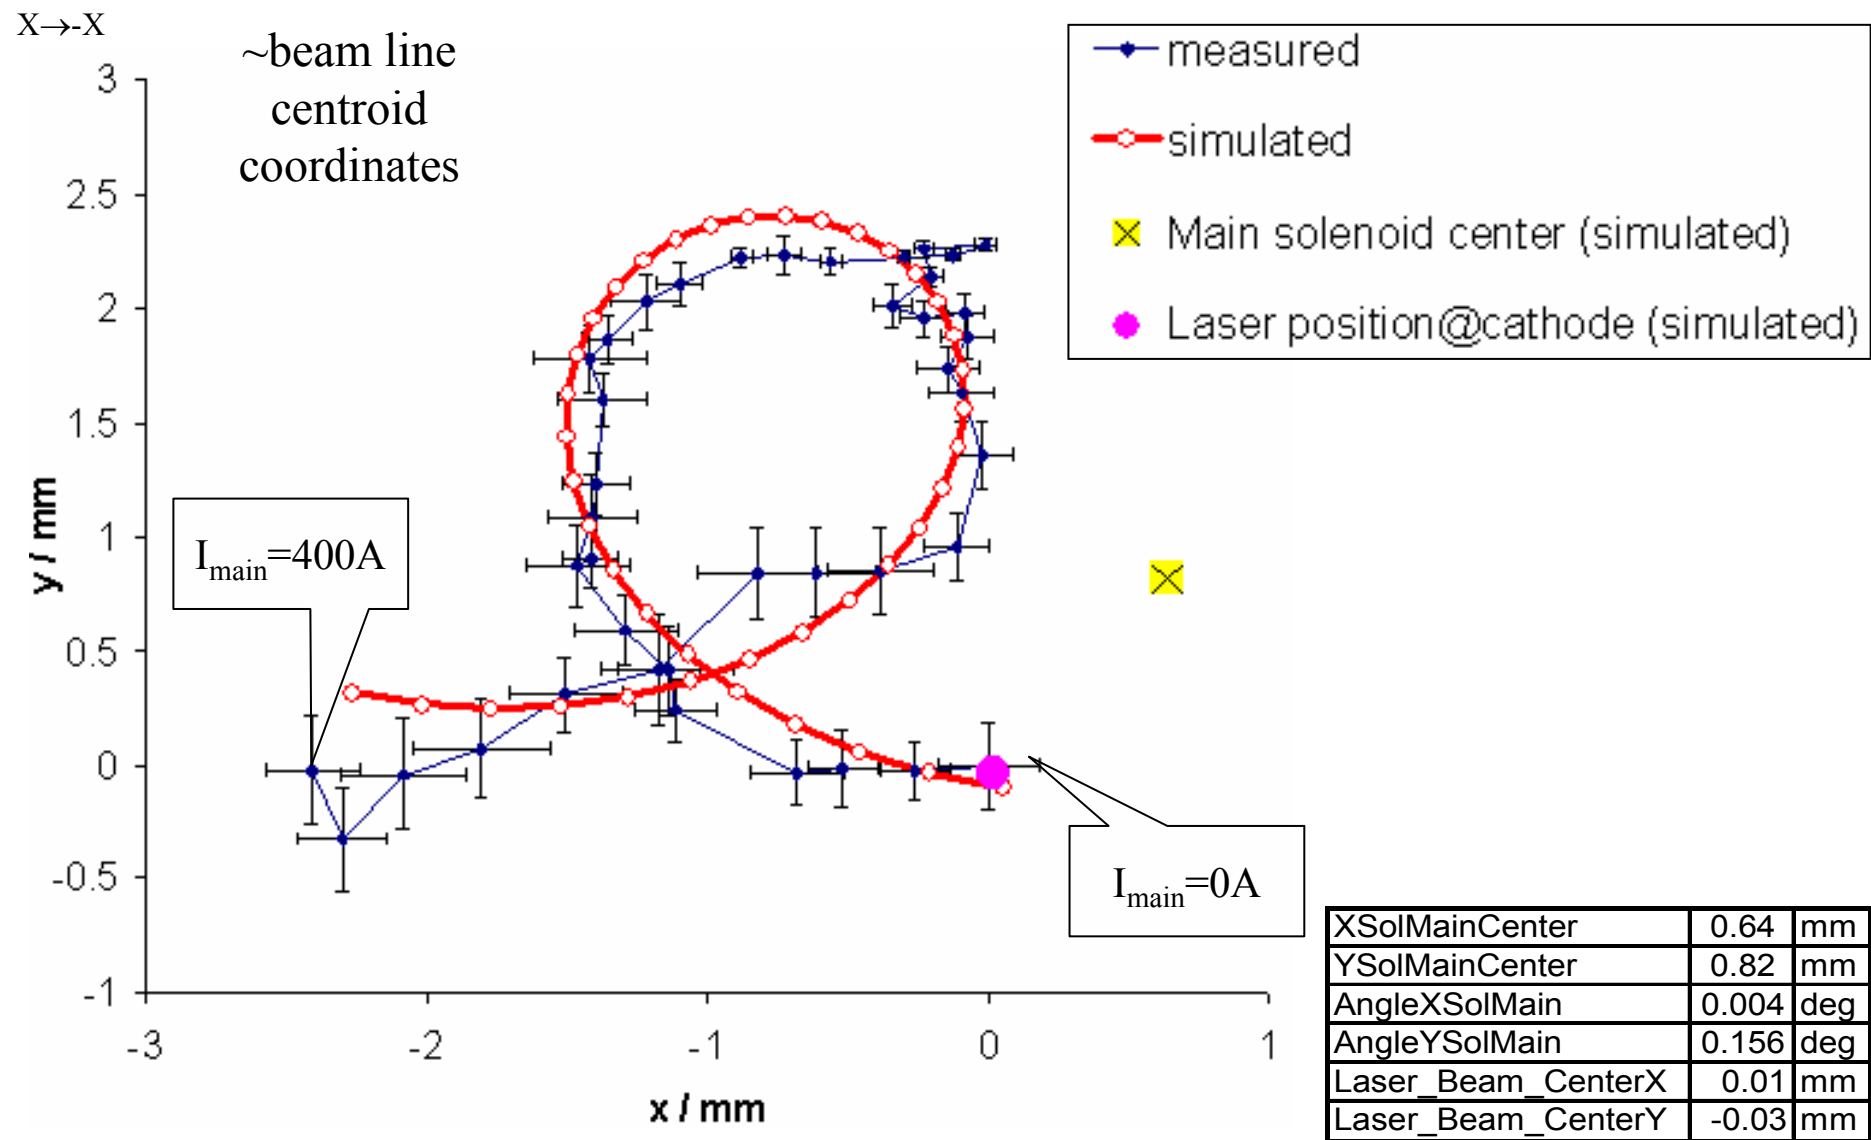 X→-X
~beam line
centroid
coordinates
measured
simulated
Main solenoid center (simulated)
Laser position@cathode (simulated)
3
2.5
2
1.5
1
0.5
0
-0.5
-1
y / mm
-3
-2
-1
0
1
x / mm
I_main=400A
I_main=0A
XSolMainCenter 0.64 mm
YSolMainCenter 0.82 mm
AngleXSolMain 0.004 deg
AngleYSolMain 0.156 deg
Laser_Beam_CenterX 0.01 mm
Laser_Beam_CenterY -0.03 mm